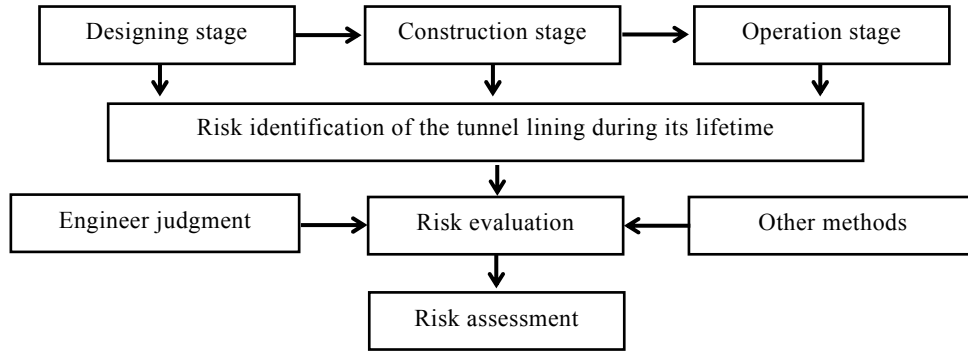 Designing stage
Construction stage
Operation stage
Risk identification of the tunnel lining during its lifetime
Engineer judgment
Risk evaluation
Other methods
Risk assessment